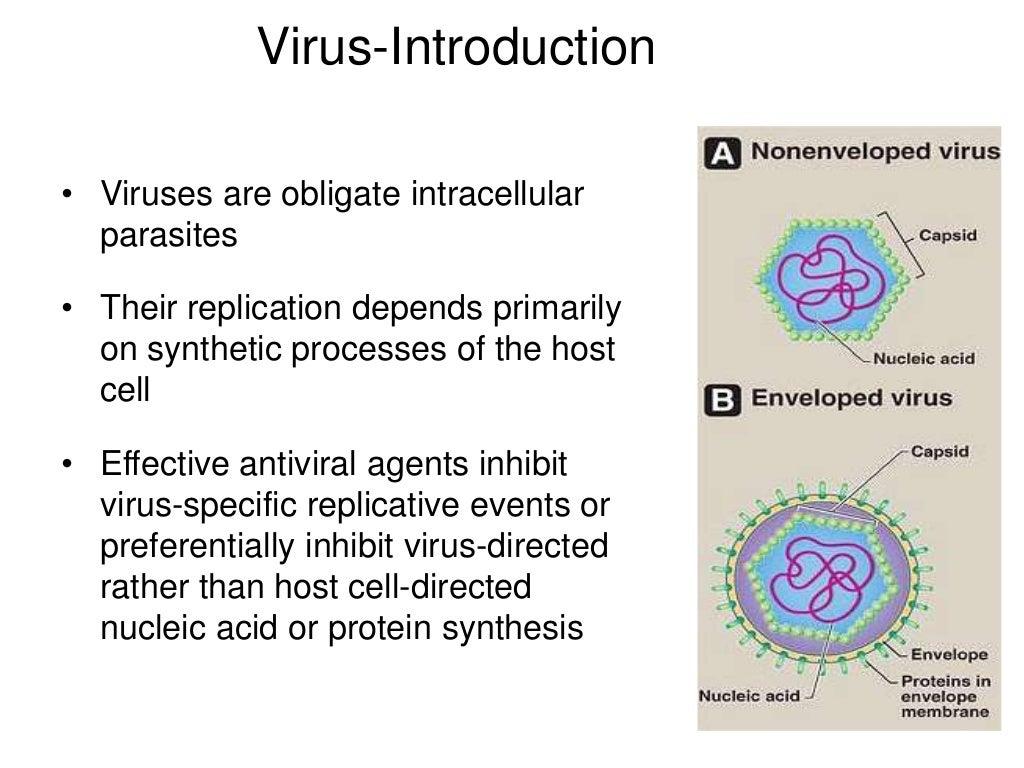 Virus-Introduction
• Viruses are obligate intracellular
parasites
• Their replication depends primarily
on synthetic processes of the host
cell
• Effective antiviral agents inhibit
virus-specific replicative events or
preferentially inhibit virus-directed
rather than host cell-directed
nucleic acid or protein synthesis
A Nonenveloped virus
Capsid
Nucleic acid
B Enveloped virus
Capsid
Envelope
Proteins in
envelope
membrane
Nucleic acid